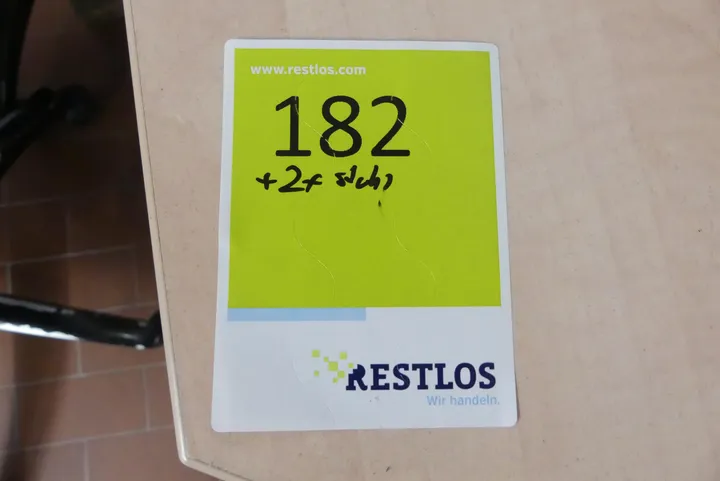 www.restlos.com
182
+ 2x
RESTLOS
Wir handeln.